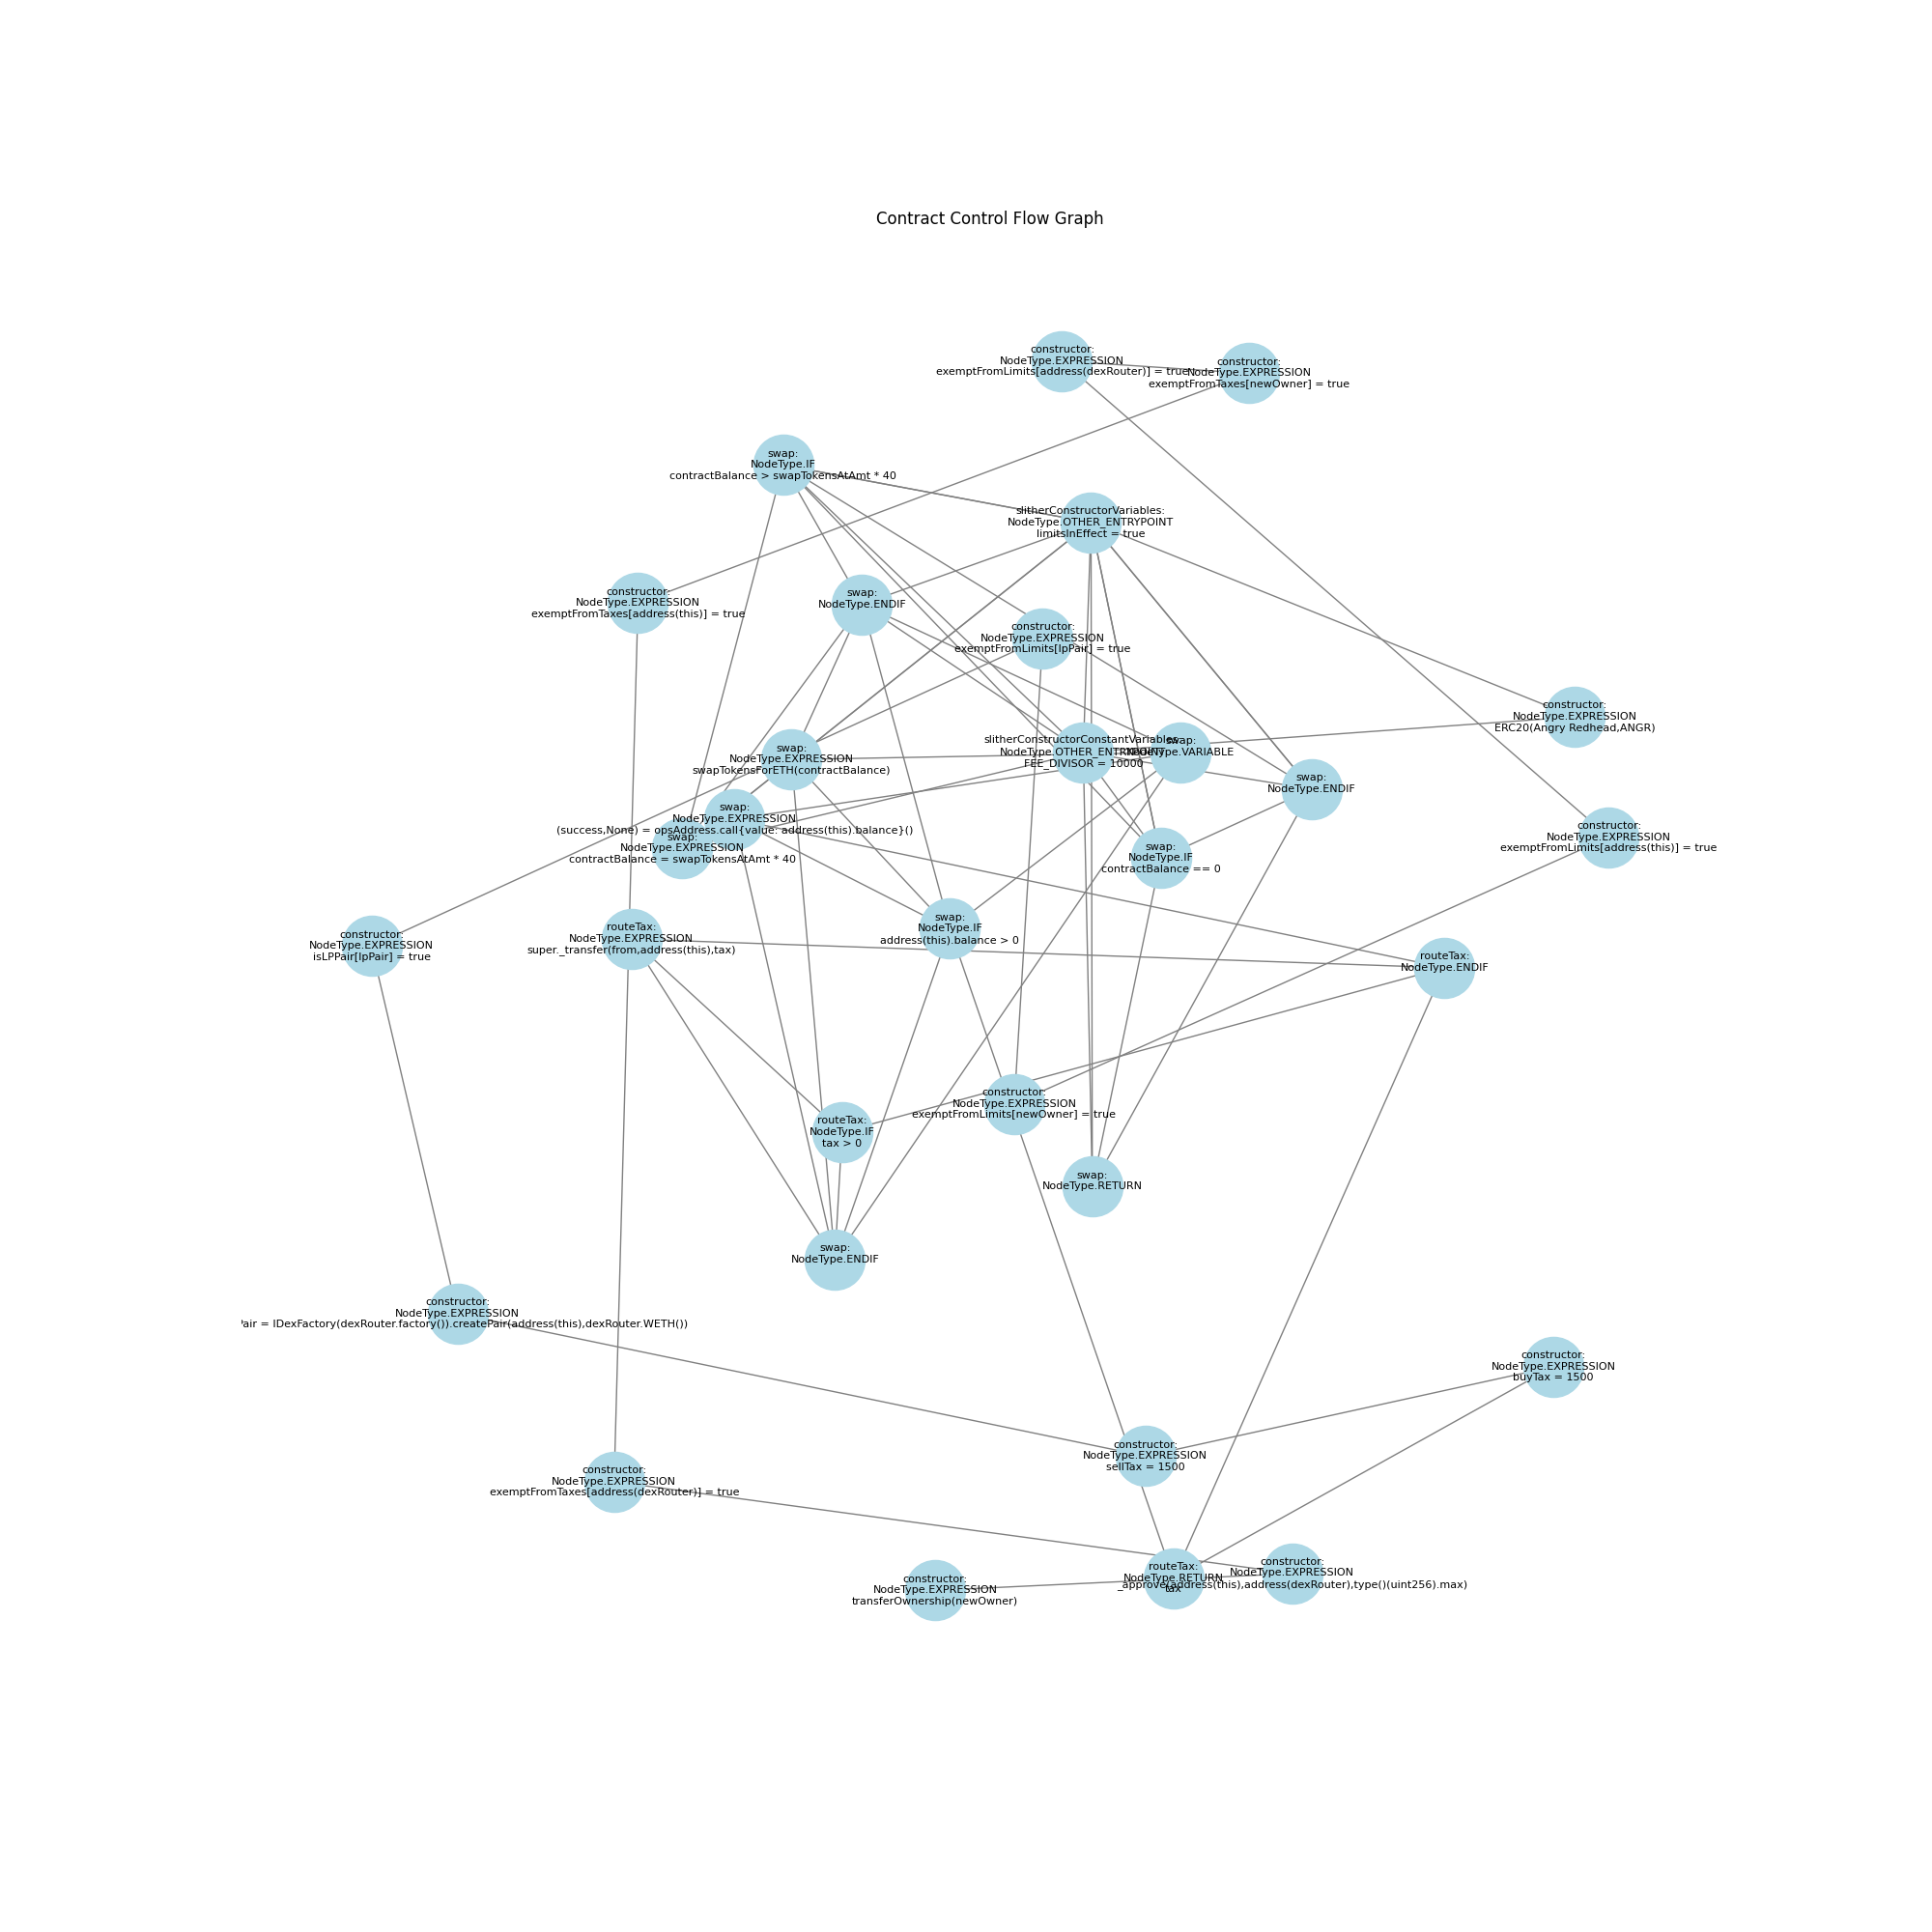 Contract Control Flow Graph
constructor:
NodeType.EXPRESSION
exemptFromLimits[address(dexRouter)] = true
constructor:
NodeType.EXPRESSION
exemptFromTaxes[newOwner] = true
swap:
NodeType.IF
contractBalance > swapTokensAtAmt * 40
slitherConstructorVariables:
NodeType.OTHER_ENTRYPOINT
limitsInEffect = true
constructor:
NodeType.EXPRESSION
exemptFromTaxes[address(this)] = true
swap:
NodeType.ENDIF
constructor:
NodeType.EXPRESSION
exemptFromLimits[lpPair] = true
constructor:
NodeType.EXPRESSION
ERC20(Angry Redhead,ANGR)
slitherConstructorConstantVariables:
NodeType.OTHER_ENTRYPOINT
FEE_DIVISOR = 10000
swap:
NodeType.VARIABLE
swap:
NodeType.EXPRESSION
swapTokensForETH(contractBalance)
swap:
NodeType.ENDIF
swap:
NodeType.EXPRESSION
(success,None) = opsAddress.call{value: address(this).balance}()
swap:
NodeType.EXPRESSION
contractBalance = swapTokensAtAmt * 40
swap:
NodeType.IF
contractBalance == 0
constructor:
NodeType.EXPRESSION
exemptFromLimits[address(this)] = true
swap:
NodeType.IF
address(this).balance > 0
routeTax:
NodeType.EXPRESSION
super._transfer(from,address(this),tax)
constructor:
NodeType.EXPRESSION
isLPPair[lpPair] = true
routeTax:
NodeType.ENDIF
constructor:
NodeType.EXPRESSION
exemptFromLimits[newOwner] = true
routeTax:
NodeType.IF
tax > 0
swap:
NodeType.RETURN
swap:
NodeType.ENDIF
constructor:
NodeType.EXPRESSION
Pair = IDexFactory(dexRouter.factory()).createPair(address(this),dexRouter.WETH())
constructor:
NodeType.EXPRESSION
buyTax = 1500
constructor:
NodeType.EXPRESSION
sellTax = 1500
constructor:
NodeType.EXPRESSION
exemptFromTaxes[address(dexRouter)] = true
routeTax:
NodeType.RETURN
tax
constructor:
NodeType.EXPRESSION
_approve(address(this),address(dexRouter),type()(uint256).max)
constructor:
NodeType.EXPRESSION
transferOwnership(newOwner)